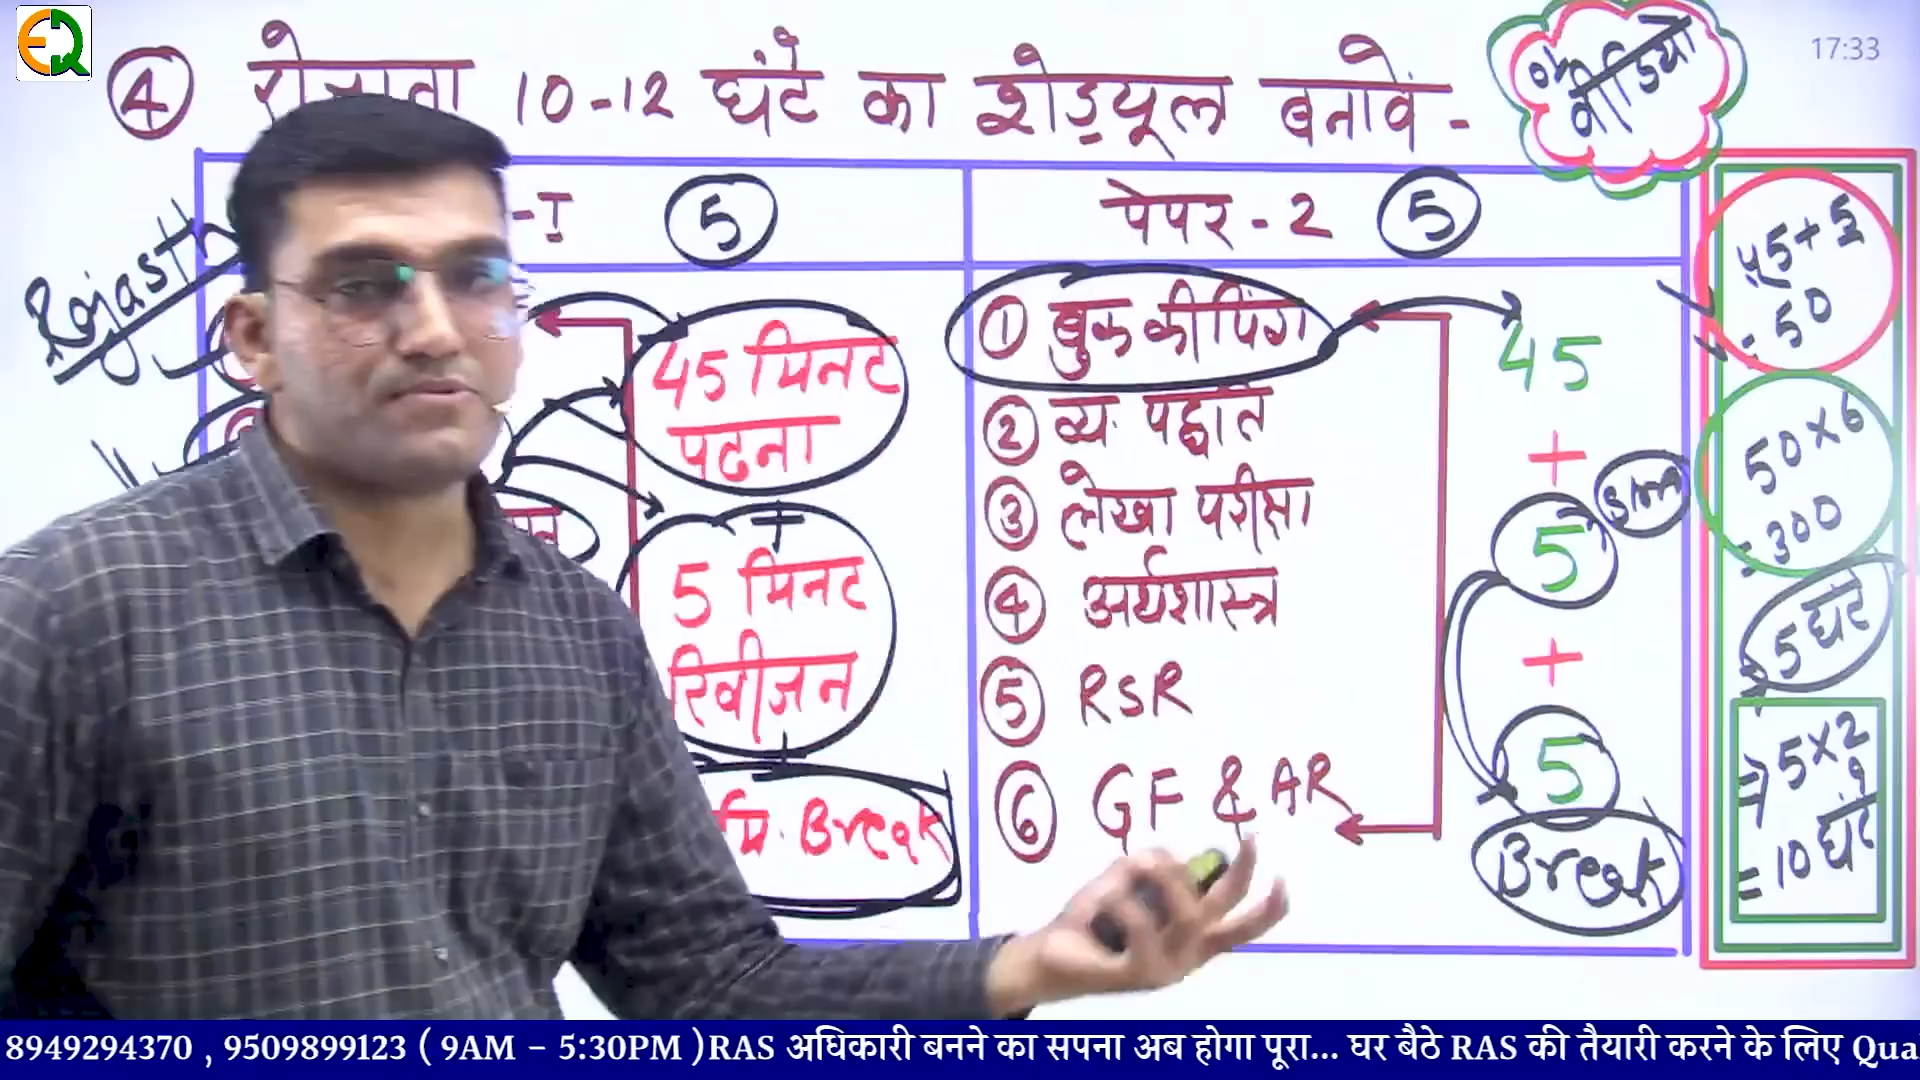 EQ
17:33
④ रोजाना 10-12 घंटे का शेड्यूल बनावें -
वीडियो
Rajasth
-I ⑤
पेपर - 2 ⑤
45 मिनट
पढना
+
5 मिनट
रिवीजन
+
मि. Break
① बुक कीपिंग
② व्य. पद्धति
③ लेखा परीक्षा
④ अर्थशास्त्र
⑤ RSR
⑥ GF & AR
45
+
5
+
5
Break
45+5
= 50
50×6
= 300
5 घंटे
⇒ 5×2
= 10 घंटे
8949294370 , 9509899123 ( 9AM – 5:30PM )RAS अधिकारी बनने का सपना अब होगा पूरा... घर बैठे RAS की तैयारी करने के लिए Qua